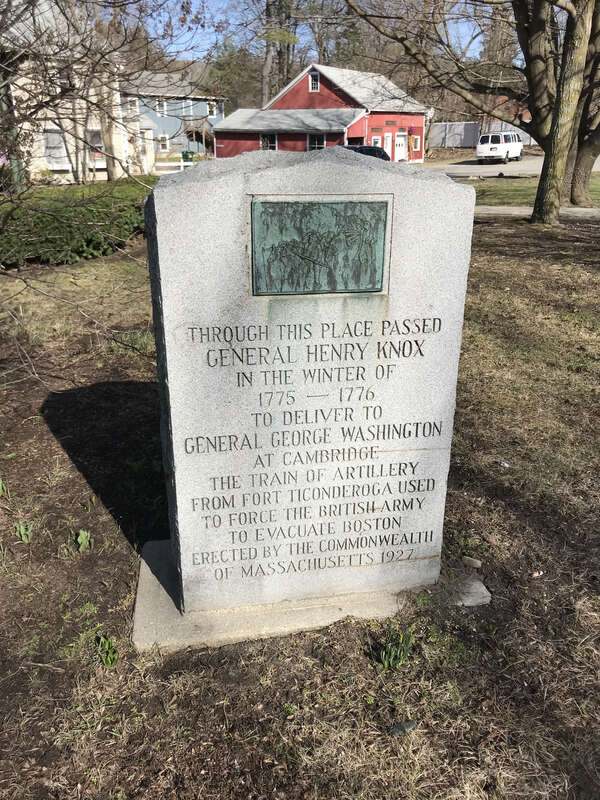 THROUGH THIS PLACE PASSED
GENERAL HENRY KNOX
IN THE WINTER OF
1775 — 1776
TO DELIVER TO
GENERAL GEORGE WASHINGTON
AT CAMBRIDGE
THE TRAIN OF ARTILLERY
FROM FORT TICONDEROGA USED
TO FORCE THE BRITISH ARMY
TO EVACUATE BOSTON
ERECTED BY THE COMMONWEALTH
OF MASSACHUSETTS 1927